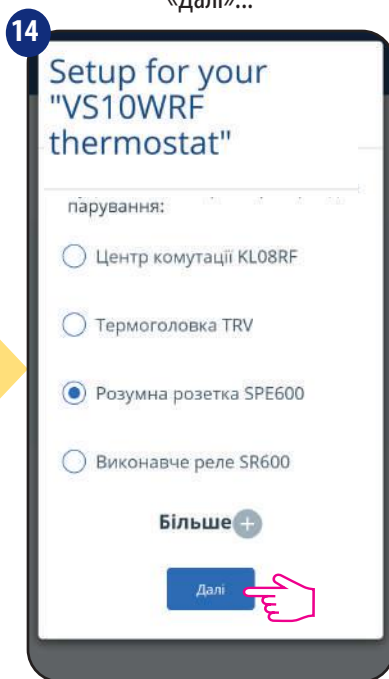 «Далі»...
14
Setup for your
"VS10WRF
thermostat"
парування:
Центр комутації KL08RF
Термоголовка TRV
Розумна розетка SPE600
Виконавче реле SR600
Більше +
Далі